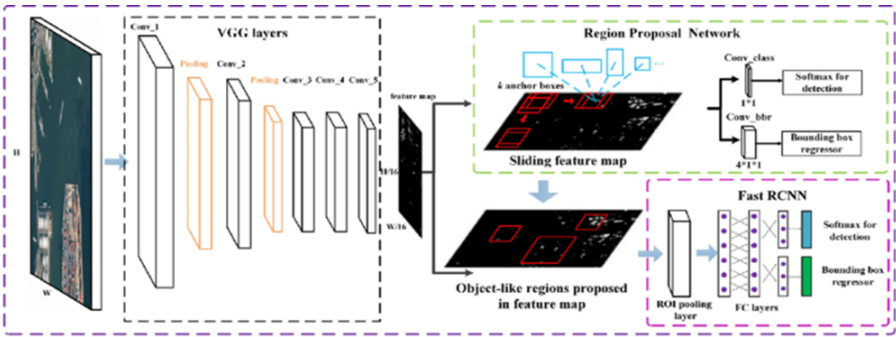 VGG layers
Conv_1
Pooling
Conv_2
Pooling
Conv_3
Conv_4
Conv_5
H
W
feature map
H/16
W/16
Region Proposal Network
k anchor boxes
...
Sliding feature map
Conv_class
1*1
Softmax for
detection
Conv_bbr
4*1*1
Bounding box
regressor
Object-like regions proposed
in feature map
Fast RCNN
ROI pooling
layer
FC layers
Softmax for
detection
Bounding box
regressor